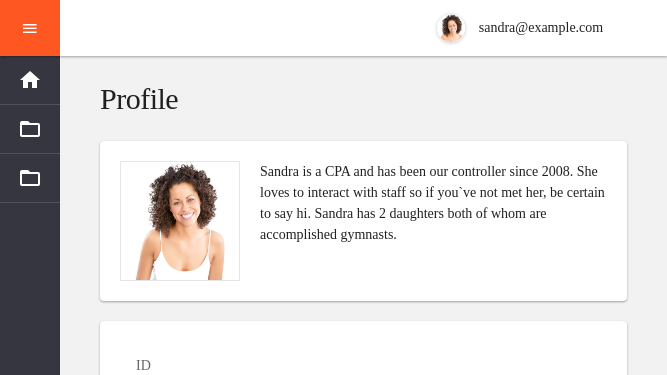 sandra@example.com
Profile
Sandra is a CPA and has been our controller since 2008. She
loves to interact with staff so if you`ve not met her, be certain
to say hi. Sandra has 2 daughters both of whom are
accomplished gymnasts.
ID